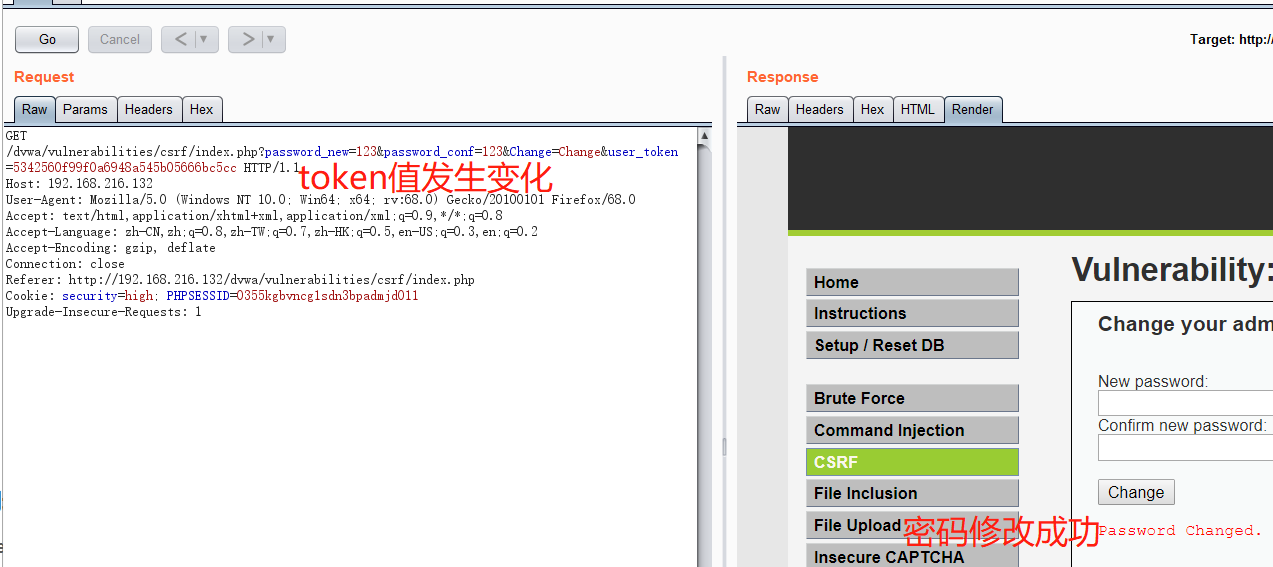 Go
Cancel
<
>
Target: http://
Request
Response
Raw
Params
Headers
Hex
Raw
Headers
Hex
HTML
Render
GET
/dvwa/vulnerabilities/csrf/index.php?password_new=123&password_conf=123&Change=Change&user_token
=5342560f99f0a6948a545b05666bc5cc HTTP/1.1
token值发生变化
Host: 192.168.216.132
User-Agent: Mozilla/5.0 (Windows NT 10.0; Win64; x64; rv:68.0) Gecko/20100101 Firefox/68.0
Accept: text/html,application/xhtml+xml,application/xml;q=0.9,*/*;q=0.8
Accept-Language: zh-CN,zh;q=0.8,zh-TW;q=0.7,zh-HK;q=0.5,en-US;q=0.3,en;q=0.2
Accept-Encoding: gzip, deflate
Connection: close
Referer: http://192.168.216.132/dvwa/vulnerabilities/csrf/index.php
Cookie: security=high; PHPSESSID=0355kgbvncg1sdn3bpadmjd011
Upgrade-Insecure-Requests: 1
Home
Instructions
Setup / Reset DB
Brute Force
Command Injection
CSRF
File Inclusion
File Upload
Insecure CAPTCHA
Vulnerability:
Change your adm
New password:
Confirm new password:
Change
密码修改成功
Password Changed.